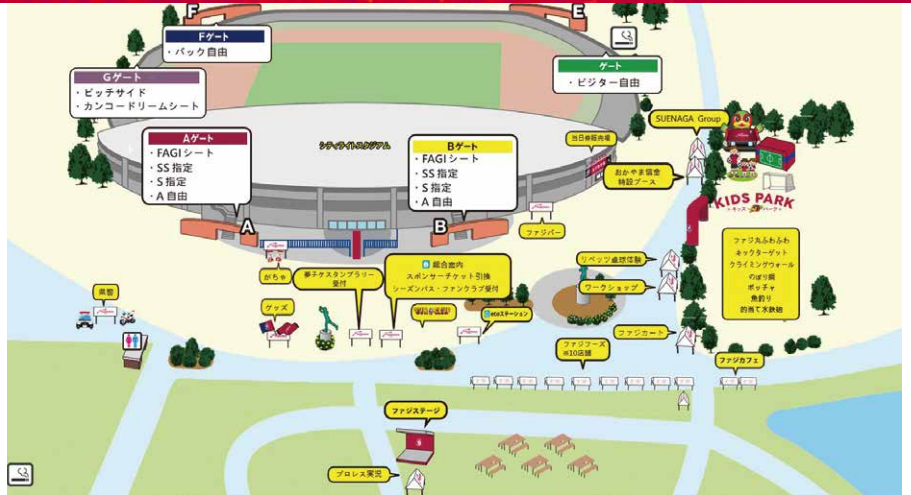 F
E
Fゲート
・バック自由
Gゲート
・ピッチサイド
・カンコードリームシート
ゲート
・ビジター自由
Aゲート
・FAGIシート
・SS指定
・S指定
・A自由
シティライトスタジアム
Bゲート
・FAGIシート
・SS指定
・S指定
・A自由
当日券販売場
SUENAGA Group
おかやま信金
特設ブース
KIDS PARK
キッズ パーク
A
B
ファジバー
がちゃ
夢チケスタンプラリー
受付
総合案内
スポンサーチケット引換
シーズンパス・ファンクラブ受付
リベッツ卓球体験
ワークショップ
ファジ丸ふわふわ
キックターゲット
クライミングウォール
のぼり綱
ボッチャ
魚釣り
的当て水鉄砲
県警
グッズ
ecoステーション
ファジカート
ファジフーズ
※10店舗
ファジカフェ
ファジステージ
プロレス実況